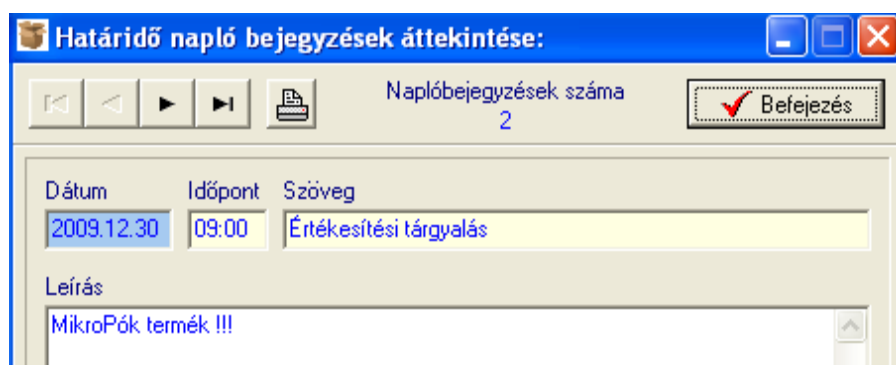 Határidő napló bejegyzések áttekintése:
Naplóbejegyzések száma
2
Befejezés
Dátum Időpont Szöveg
2009.12.30 09:00 Értékesítési tárgyalás
Leírás
MikroPók termék !!!